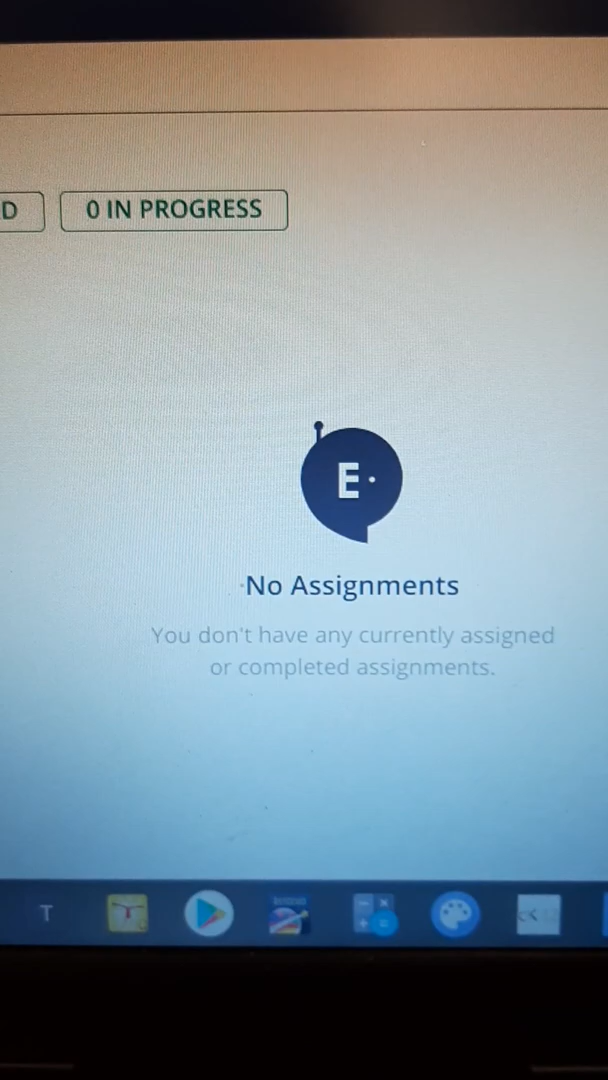 D
0 IN PROGRESS
E
No Assignments
You don't have any currently assigned
or completed assignments.
T